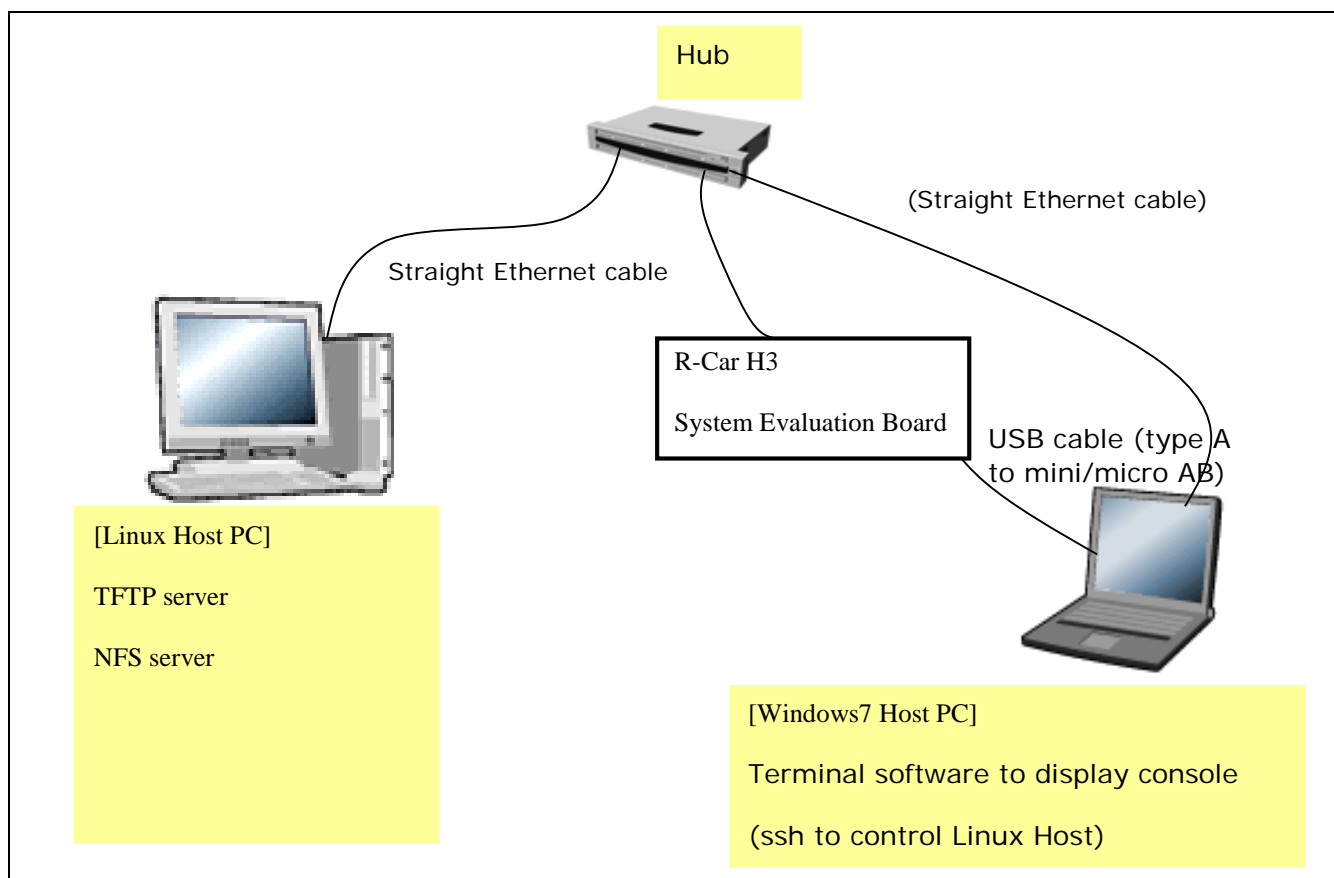 Hub
(Straight Ethernet cable)
Straight Ethernet cable
R-Car H3
System Evaluation Board
USB cable (type A
to mini/micro AB)
[Linux Host PC]
TFTP server
NFS server
[Windows7 Host PC]
Terminal software to display console
(ssh to control Linux Host)